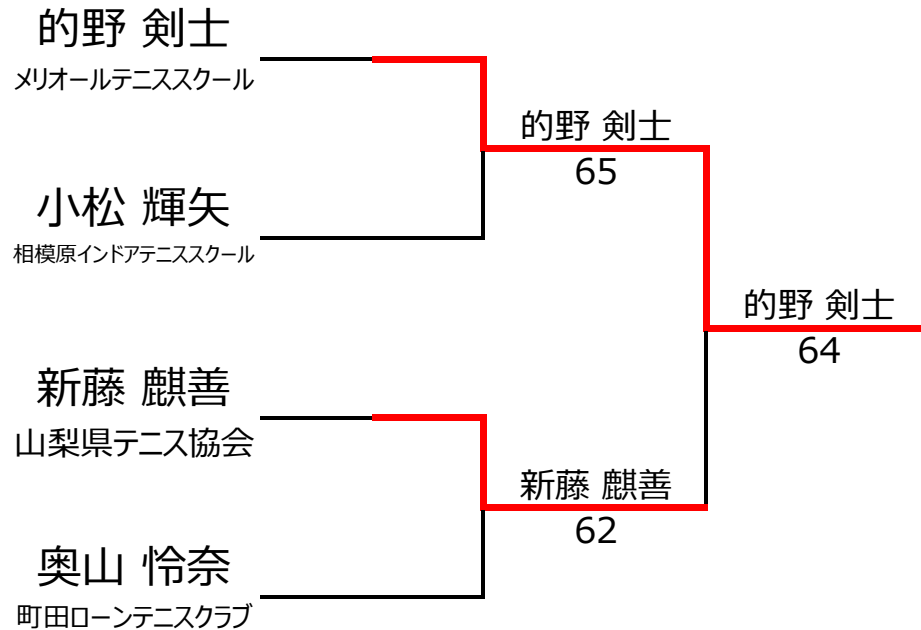 的野 剣士
メリオールテニススクール
的野 剣士
65
小松 輝矢
相模原インドアテニススクール
的野 剣士
64
新藤 麒善
山梨県テニス協会
新藤 麒善
62
奥山 怜奈
町田ローンテニスクラブ